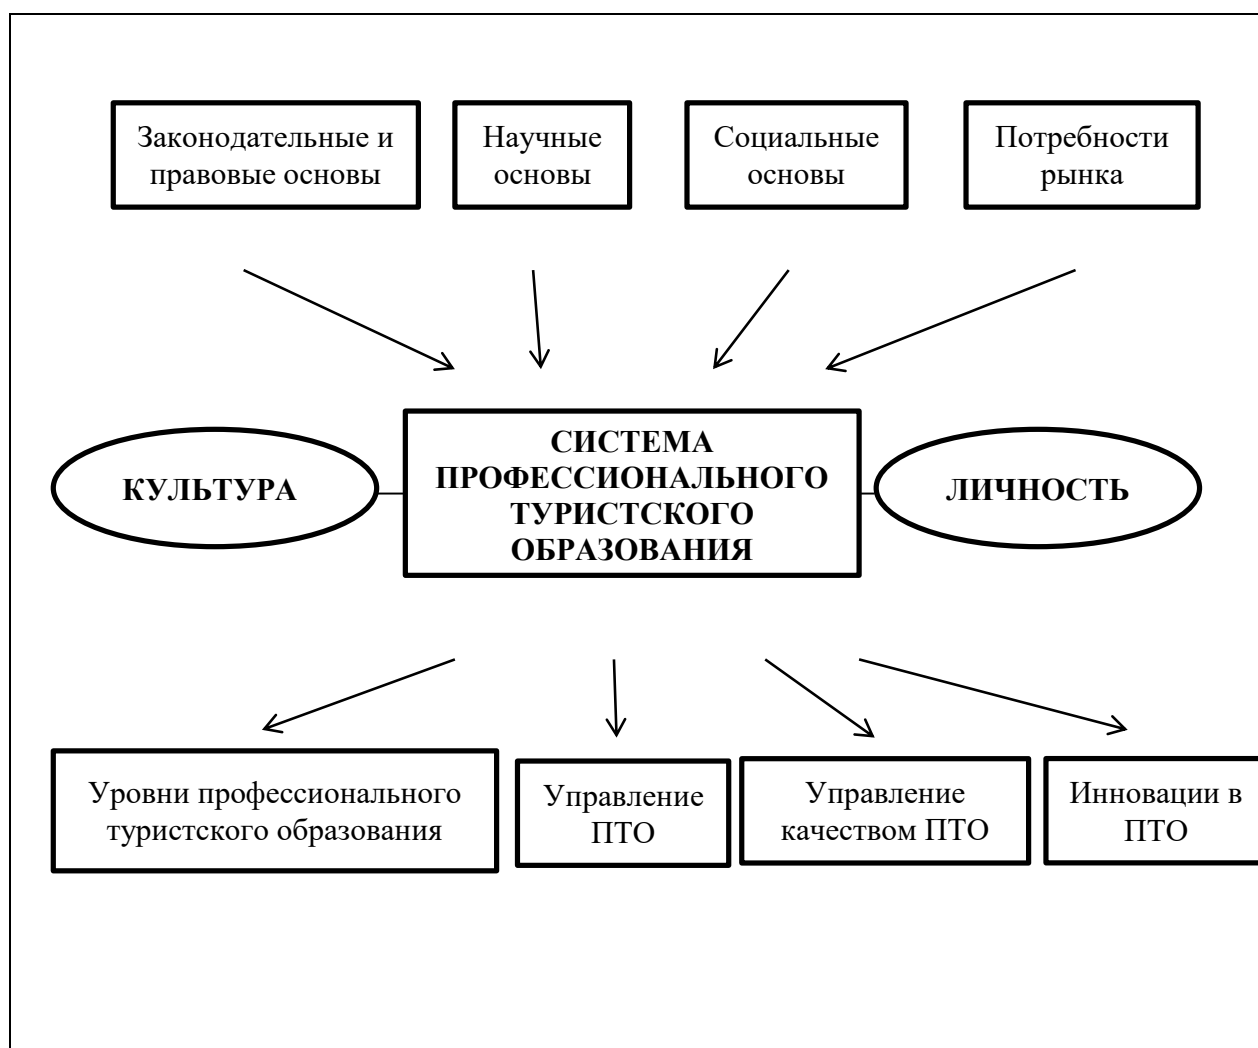 Законодательные и
правовые основы
Научные
основы
Социальные
основы
Потребности
рынка
КУЛЬТУРА
СИСТЕМА
ПРОФЕССИОНАЛЬНОГО
ТУРИСТСКОГО
ОБРАЗОВАНИЯ
ЛИЧНОСТЬ
Уровни профессионального
туристского образования
Управление
ПТО
Управление
качеством ПТО
Инновации в
ПТО